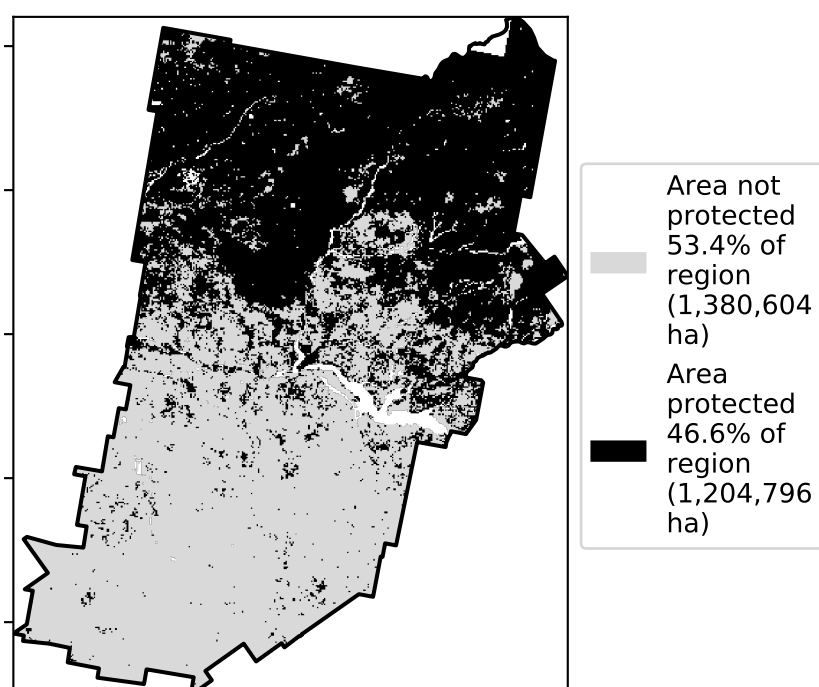 Area not
protected
53.4% of
region
(1,380,604
ha)
Area
protected
46.6% of
region
(1,204,796
ha)